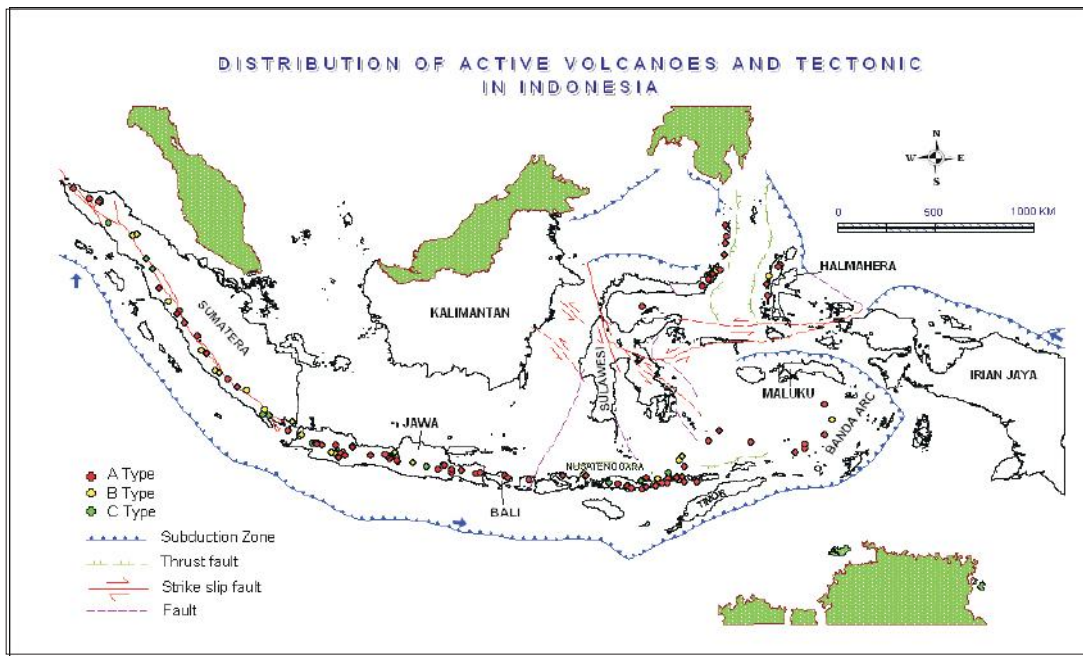 DISTRIBUTION OF ACTIVE VOLCANOES AND TECTONIC
IN INDONESIA
N
W E
S
0 500 1000 KM
HALMAHERA
KALIMANTAN
SUMATERA
SULAWESI
IRIAN JAYA
MALUKU
BANDA ARC
JAWA
NUSATENGGARA
TIMOR
BALI
A Type
B Type
C Type
Subduction Zone
Thrust fault
Strike slip fault
Fault